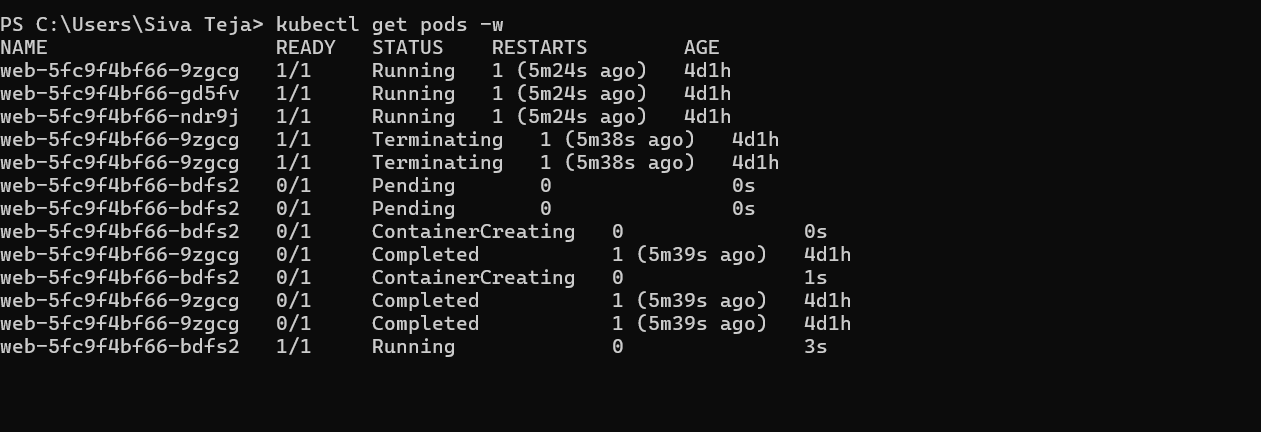 PS C:\Users\Siva Teja> kubectl get pods -w
NAME                   READY   STATUS    RESTARTS        AGE
web-5fc9f4bf66-9zgcg   1/1     Running   1 (5m24s ago)   4d1h
web-5fc9f4bf66-gd5fv   1/1     Running   1 (5m24s ago)   4d1h
web-5fc9f4bf66-ndr9j   1/1     Running   1 (5m24s ago)   4d1h
web-5fc9f4bf66-9zgcg   1/1     Terminating   1 (5m38s ago)   4d1h
web-5fc9f4bf66-9zgcg   1/1     Terminating   1 (5m38s ago)   4d1h
web-5fc9f4bf66-bdfs2   0/1     Pending       0               0s
web-5fc9f4bf66-bdfs2   0/1     Pending       0               0s
web-5fc9f4bf66-bdfs2   0/1     ContainerCreating   0               0s
web-5fc9f4bf66-9zgcg   0/1     Completed           1 (5m39s ago)   4d1h
web-5fc9f4bf66-bdfs2   0/1     ContainerCreating   0               1s
web-5fc9f4bf66-9zgcg   0/1     Completed           1 (5m39s ago)   4d1h
web-5fc9f4bf66-9zgcg   0/1     Completed           1 (5m39s ago)   4d1h
web-5fc9f4bf66-bdfs2   1/1     Running             0               3s